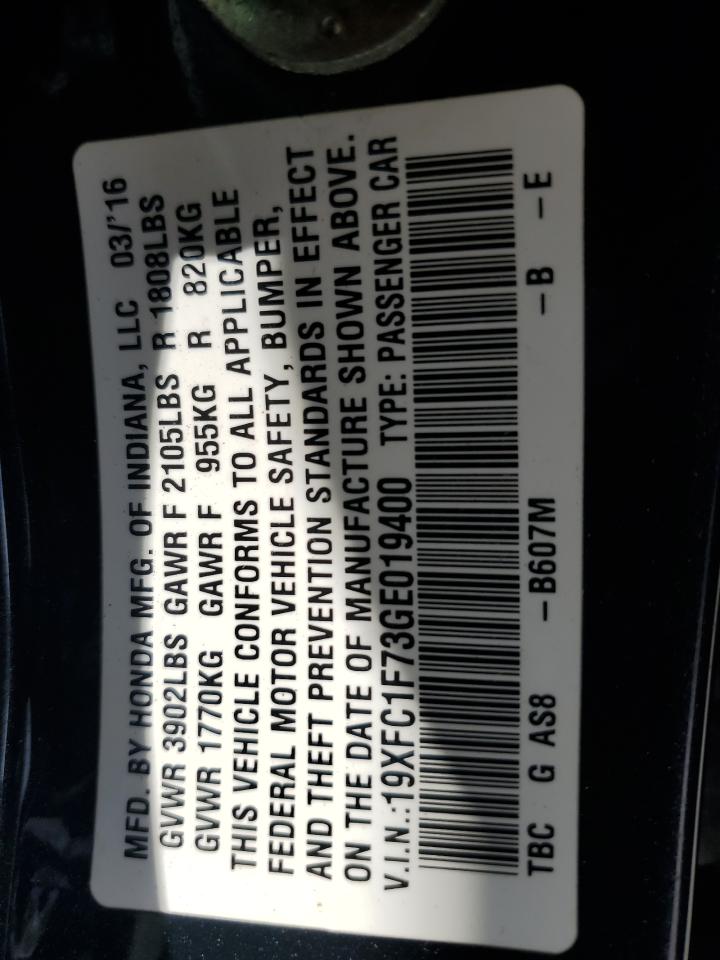 MFD. BY HONDA MFG. OF INDIANA, LLC 03/'16
GVWR 3902LBS GAWR F 2105LBS R 1808LBS
GVWR 1770KG GAWR F 955KG R 820KG
THIS VEHICLE CONFORMS TO ALL APPLICABLE
FEDERAL MOTOR VEHICLE SAFETY, BUMPER,
AND THEFT PREVENTION STANDARDS IN EFFECT
ON THE DATE OF MANUFACTURE SHOWN ABOVE.
V.I.N.:19XFC1F73GE019400 TYPE: PASSENGER CAR
TBC G AS8 –B607M –B –E